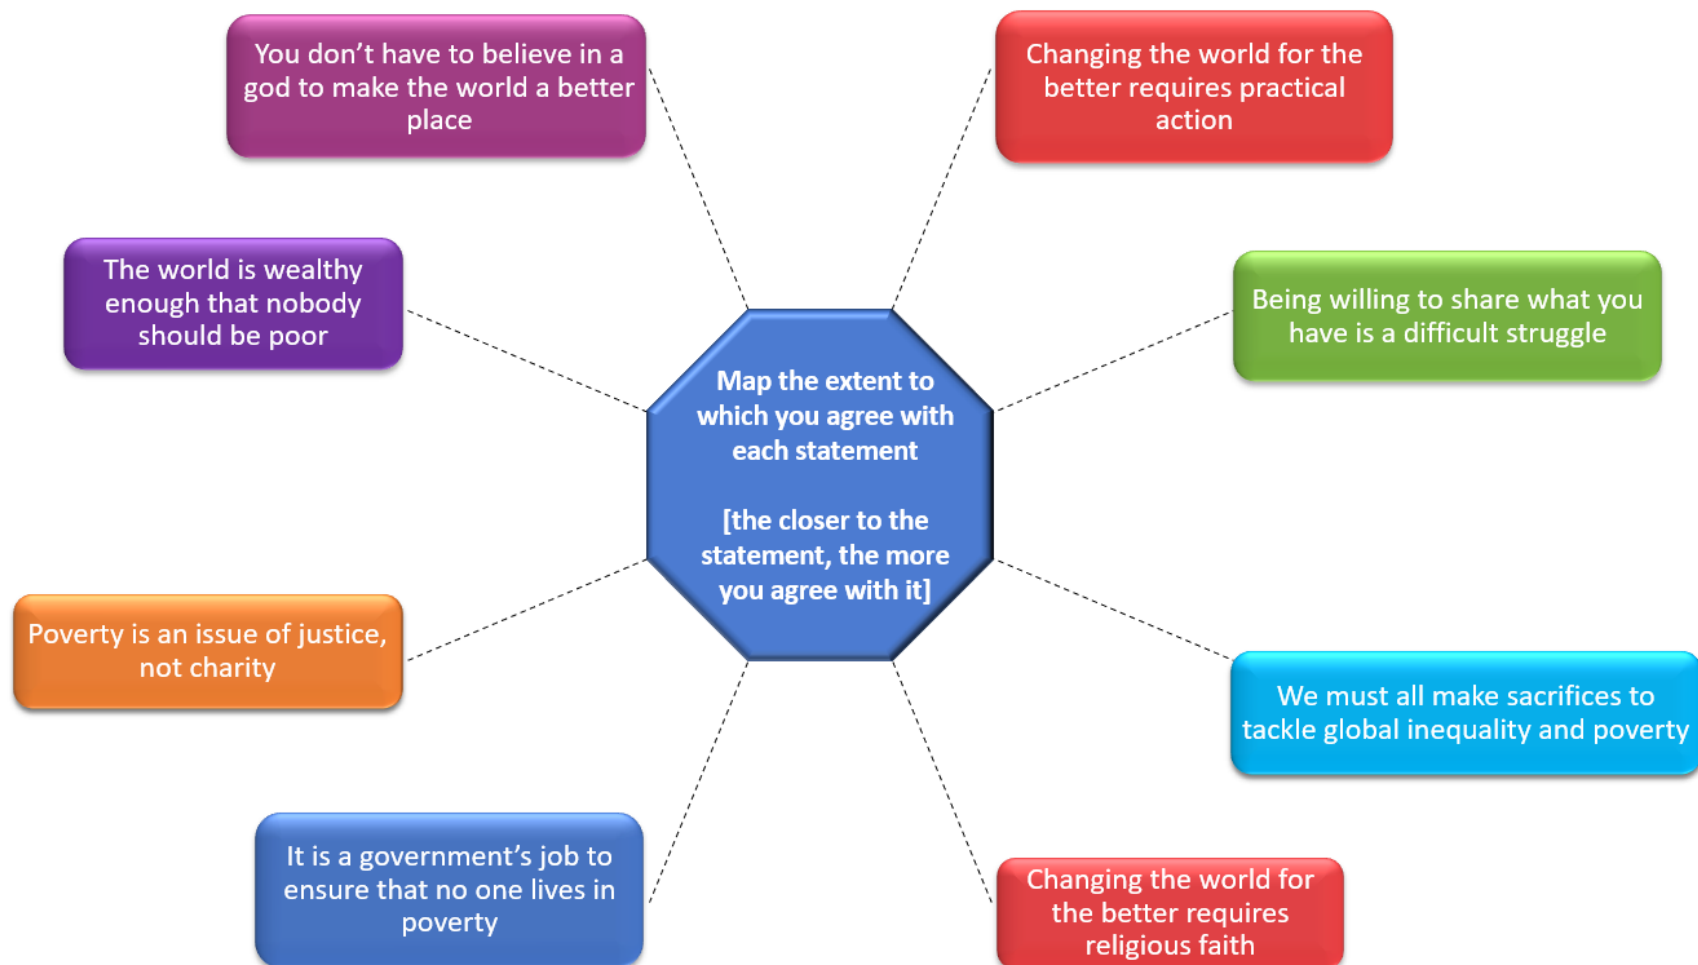 You don’t have to believe in a
god to make the world a better
place
Changing the world for the
better requires practical
action
The world is wealthy
enough that nobody
should be poor
Being willing to share what you
have is a difficult struggle
Map the extent to
which you agree with
each statement
[the closer to the
statement, the more
you agree with it]
Poverty is an issue of justice,
not charity
We must all make sacrifices to
tackle global inequality and poverty
It is a government’s job to
ensure that no one lives in
poverty
Changing the world for
the better requires
religious faith